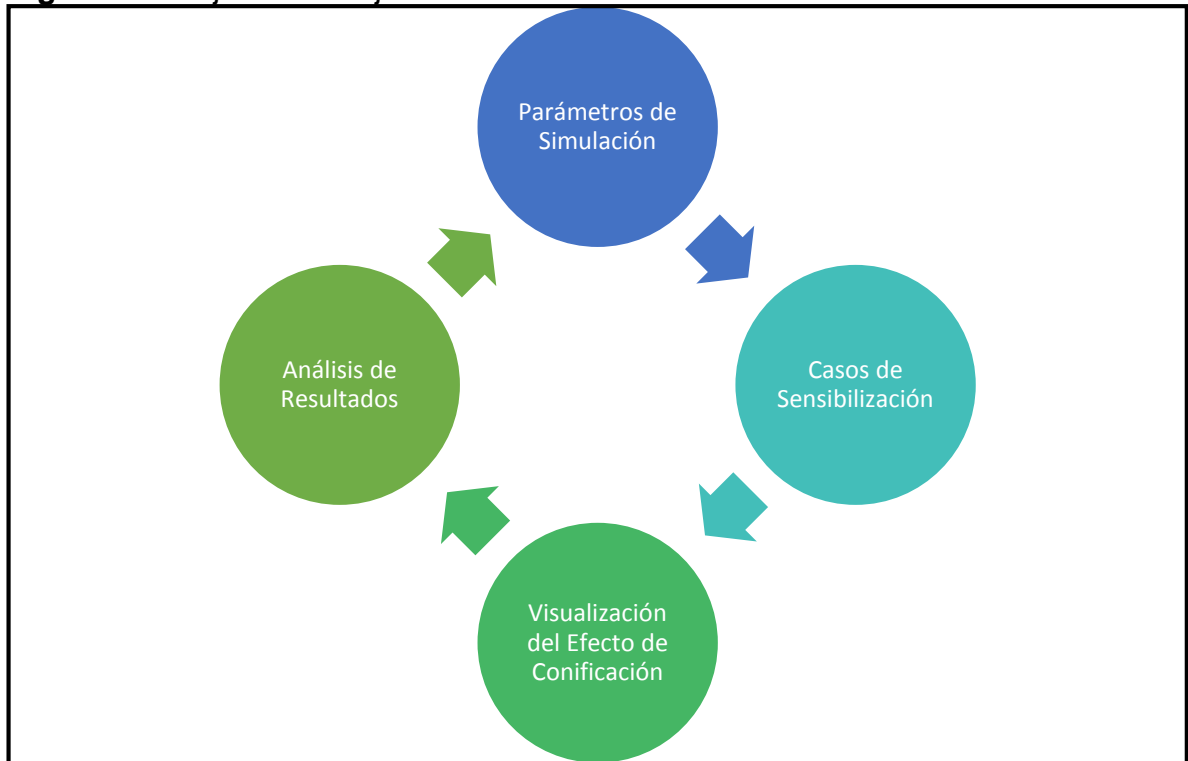 Parámetros de
Simulación
Casos de
Sensibilización
Visualización
del Efecto de
Conificación
Análisis de
Resultados